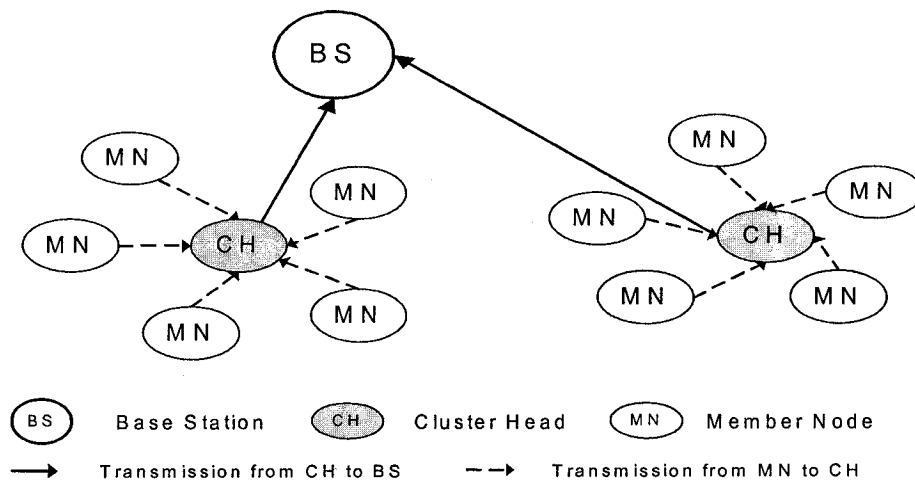 BS
MN
MN
MN
MN
MN
MN
MN
CH
CH
MN
MN
MN
MN
MN
BS Base Station CH Cluster Head MN Member Node
Transmission from CH to BS Transmission from MN to CH